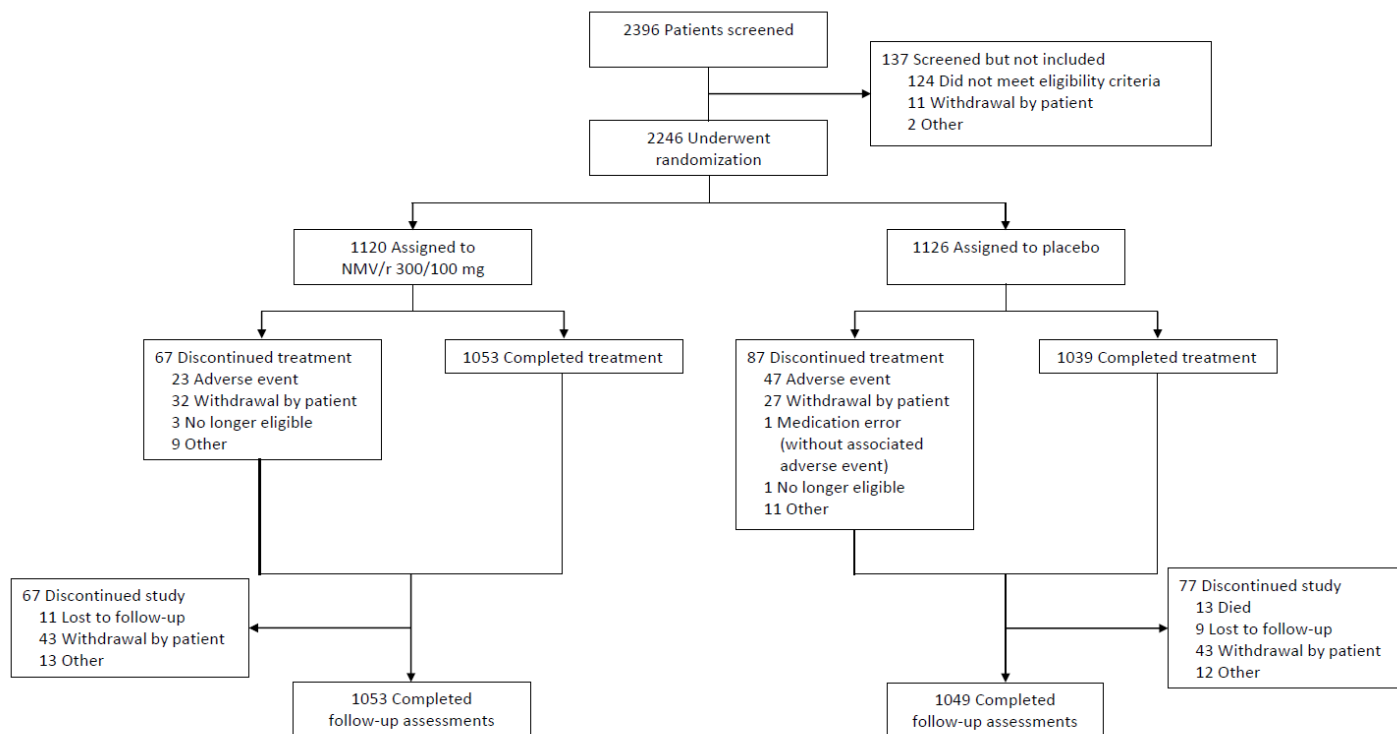 2396 Patients screened
137 Screened but not included
124 Did not meet eligibility criteria
11 Withdrawal by patient
2 Other
2246 Underwent
randomization
1120 Assigned to
NMV/r 300/100 mg
1126 Assigned to placebo
67 Discontinued treatment
23 Adverse event
32 Withdrawal by patient
3 No longer eligible
9 Other
1053 Completed treatment
87 Discontinued treatment
47 Adverse event
27 Withdrawal by patient
1 Medication error
(without associated
adverse event)
1 No longer eligible
11 Other
1039 Completed treatment
67 Discontinued study
11 Lost to follow-up
43 Withdrawal by patient
13 Other
77 Discontinued study
13 Died
9 Lost to follow-up
43 Withdrawal by patient
12 Other
1053 Completed
follow-up assessments
1049 Completed
follow-up assessments